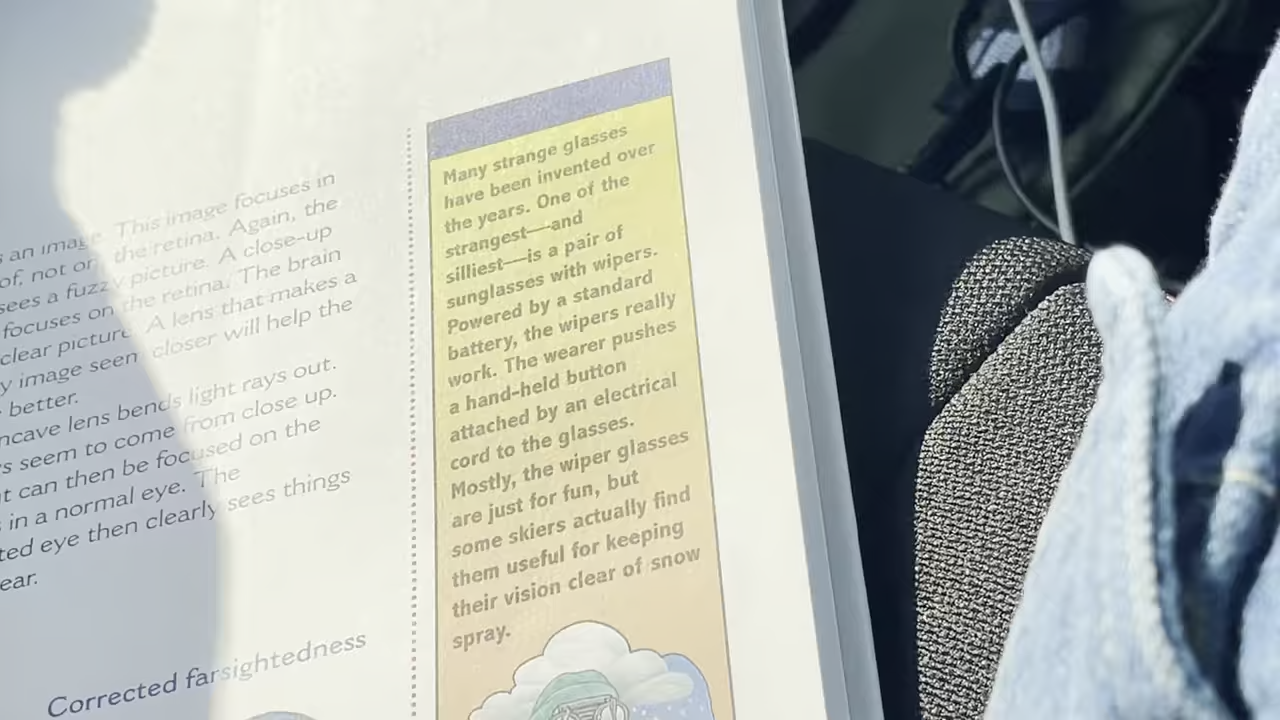 an image. This image focuses in
of, not on the retina. Again, the
sees a fuzzy picture. A close-up
focuses on the retina. The brain
clear picture. A lens that makes a
y image seen closer will help the
better.
ncave lens bends light rays out.
s seem to come from close up.
t can then be focused on the
in a normal eye. The
ted eye then clearly sees things
ear.
Corrected farsightedness
Many strange glasses
have been invented over
the years. One of the
strangest—and
silliest—is a pair of
sunglasses with wipers.
Powered by a standard
battery, the wipers really
work. The wearer pushes
a hand-held button
attached by an electrical
cord to the glasses.
Mostly, the wiper glasses
are just for fun, but
some skiers actually find
them useful for keeping
their vision clear of snow
spray.